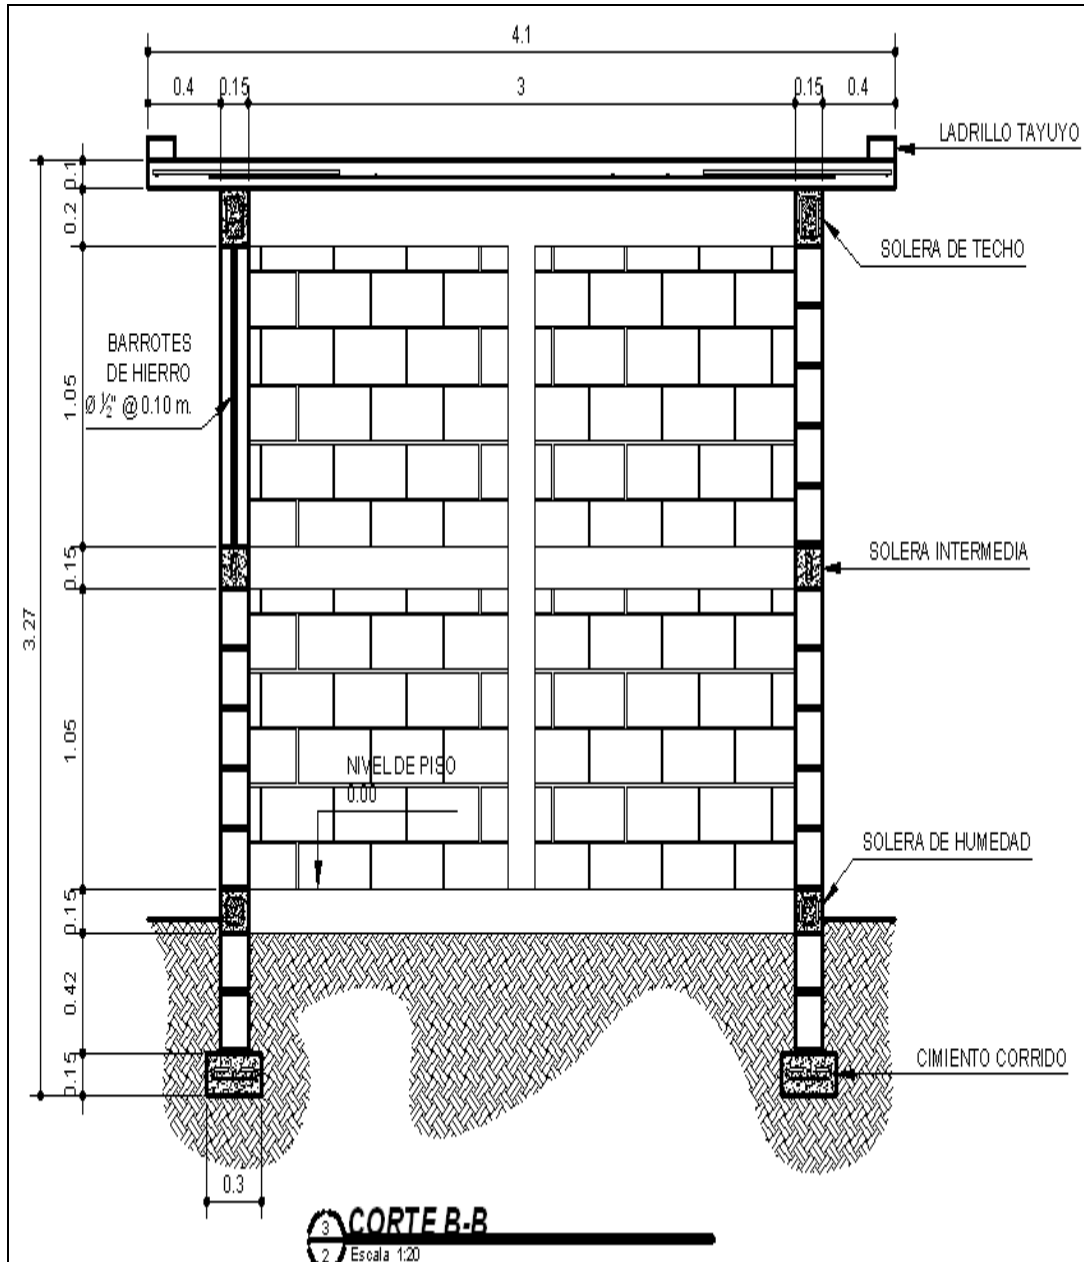 4.1
0.4 0.15 3 0.15 0.4
LADRILLO TAYUYO
0.1
0.2
SOLERA DE TECHO
BARROTES
DE HIERRO
Ø ½" @ 0.10 m.
1.05
SOLERA INTERMEDIA
0.15
3.27
1.05
NIVEL DE PISO
0.00
SOLERA DE HUMEDAD
0.15
0.42
CIMIENTO CORRIDO
0.15
0.3
3 CORTE B-B
2 Escala 1:20